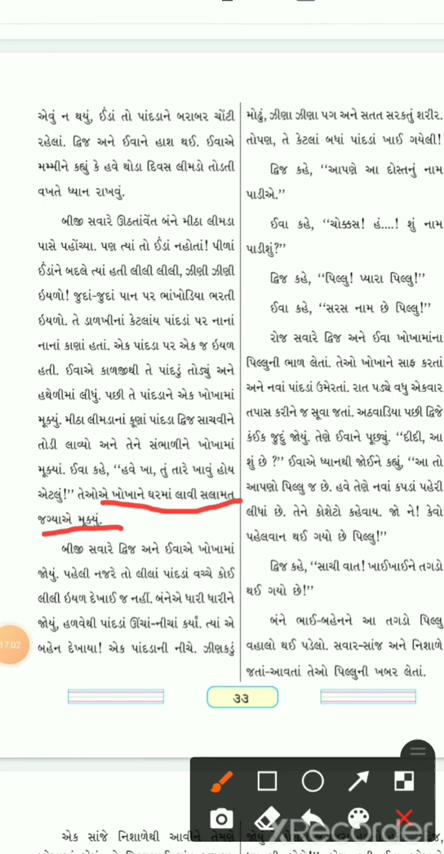 એવું ન થયું, ઈંડાં તો પાંદડાને બરાબર ચોંટી
રહેલાં. દ્વિજ અને ઈવાને હાશ થઈ. ઈવાએ
મમ્મીને કહ્યું કે હવે થોડા દિવસ લીમડો તોડતી
વખતે ધ્યાન રાખવું.
બીજી સવારે ઊઠતાંવેંત બંને મીઠા લીમડા
પાસે પહોંચ્યા. પણ ત્યાં તો ઈંડાં નહોતાં! પીળાં
ઈંડાંને બદલે ત્યાં હતી લીલી લીલી, ઝીણી ઝીણી
ઇયળો! જુદાં-જુદાં પાન પર ભાંખોડિયા ભરતી
ઇયળો. તે ડાળખીનાં કેટલાંય પાંદડાં પર નાનાં
નાનાં કાણાં હતાં. એક પાંદડા પર એક જ ઇયળ
હતી. ઈવાએ કાળજીથી તે પાંદડું તોડ્યું અને
હથેળીમાં લીધું. પછી તે પાંદડાને એક ખોખામાં
મૂક્યું. મીઠા લીમડાનાં કૂણાં પાંદડા દ્વિજ સાચવીને
તોડી લાવ્યો અને તેને સંભાળીને ખોખામાં
મૂક્યાં. ઈવા કહે, ‘‘હવે ખા, તું તારે ખાવું હોય
એટલું!’’ તેઓએ ખોખાને ઘરમાં લાવી સલામત
જગ્યાએ મૂક્યું.
બીજી સવારે દ્વિજ અને ઈવાએ ખોખામાં
જોયું. પહેલી નજરે તો લીલાં પાંદડાં વચ્ચે કોઈ
લીલી ઇયળ દેખાઈ જ નહીં. બંનેએ ધારી ધારીને
જોયું, હળવેથી પાંદડાં ઊંચાં-નીચાં કર્યાં. ત્યાં એ
બહેન દેખાયા! એક પાંદડાની નીચે. ઝીણકડું
મોઢું, ઝીણા ઝીણા પગ અને સતત સરકતું શરીર.
તોપણ, તે કેટલાં બધાં પાંદડાં ખાઈ ગયેલી!
દ્વિજ કહે, ‘‘આપણે આ દોસ્તનું નામ
પાડીએ.’’
ઈવા કહે, ‘‘ચોક્કસ! હં....! શું નામ
પાડીશું?’’
દ્વિજ કહે, ‘‘પિલ્લુ! પ્યારા પિલ્લુ!’’
ઈવા કહે, ‘‘સરસ નામ છે પિલ્લુ!’’
રોજ સવારે દ્વિજ અને ઈવા ખોખામાંના
પિલ્લુની ભાળ લેતાં. તેઓ ખોખાને સાફ કરતાં
અને નવાં પાંદડાં ઉમેરતાં. રાત પડ્યે વધુ એકવાર
તપાસ કરીને જ સૂવા જતાં. અઠવાડિયા પછી દ્વિજે
કંઈક જુદું જોયું. તેણે ઈવાને પૂછ્યું. ‘‘દીદી, આ
શું છે ?’’ ઈવાએ ધ્યાનથી જોઈને કહ્યું, ‘‘આ તો
આપણો પિલ્લુ જ છે. હવે તેણે નવાં કપડાં પહેરી
લીધાં છે. તેને કોશેટો કહેવાય. જો ને! કેવો
પહેલવાન થઈ ગયો છે પિલ્લુ!’’
દ્વિજ કહે, ‘‘સાચી વાત! ખાઈખાઈને તગડો
થઈ ગયો છે!’’
બંને ભાઈ-બહેનને આ તગડો પિલ્લુ
વહાલો થઈ પડેલો. સવાર-સાંજ અને નિશાળે
જતાં-આવતાં તેઓ પિલ્લુની ખબર લેતાં.
૩૩
17:02
XRecorder
એક સાંજે નિશાળેથી આવીને તેમણે